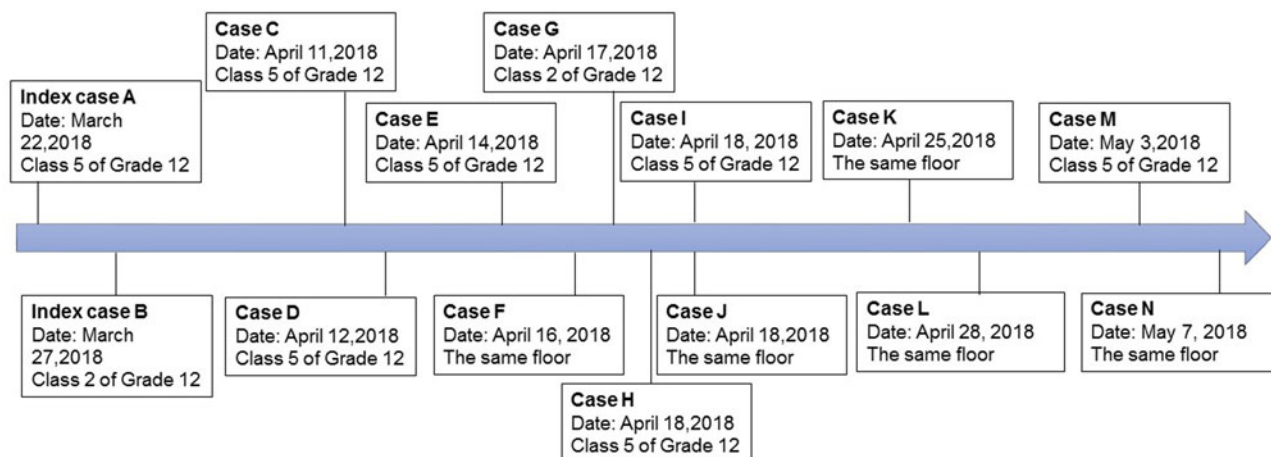 Index case A
Date: March
22,2018
Class 5 of Grade 12
Case C
Date: April 11,2018
Class 5 of Grade 12
Case E
Date: April 14,2018
Class 5 of Grade 12
Case G
Date: April 17,2018
Class 2 of Grade 12
Case I
Date: April 18, 2018
Class 5 of Grade 12
Case K
Date: April 25,2018
The same floor
Case M
Date: May 3,2018
Class 5 of Grade 12
Index case B
Date: March
27,2018
Class 2 of Grade 12
Case D
Date: April 12,2018
Class 5 of Grade 12
Case F
Date: April 16, 2018
The same floor
Case H
Date: April 18,2018
Class 5 of Grade 12
Case J
Date: April 18,2018
The same floor
Case L
Date: April 28, 2018
The same floor
Case N
Date: May 7, 2018
The same floor